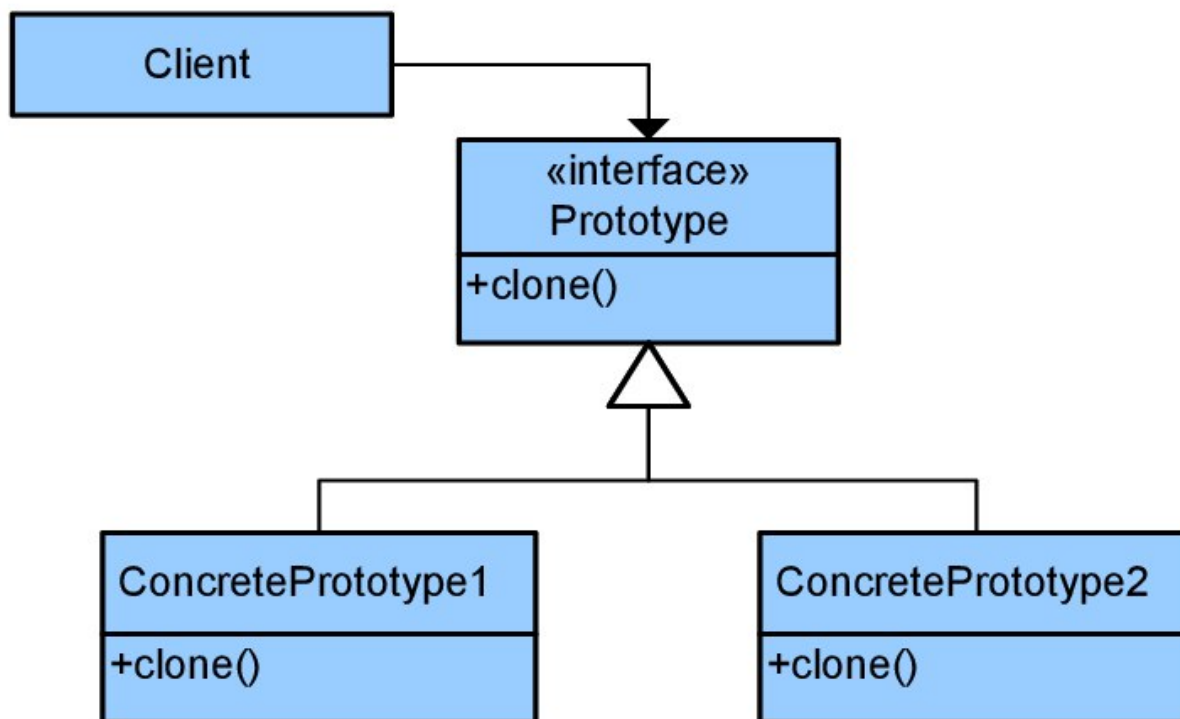 Client
«interface»
Prototype
+clone()
ConcretePrototype1
+clone()
ConcretePrototype2
+clone()